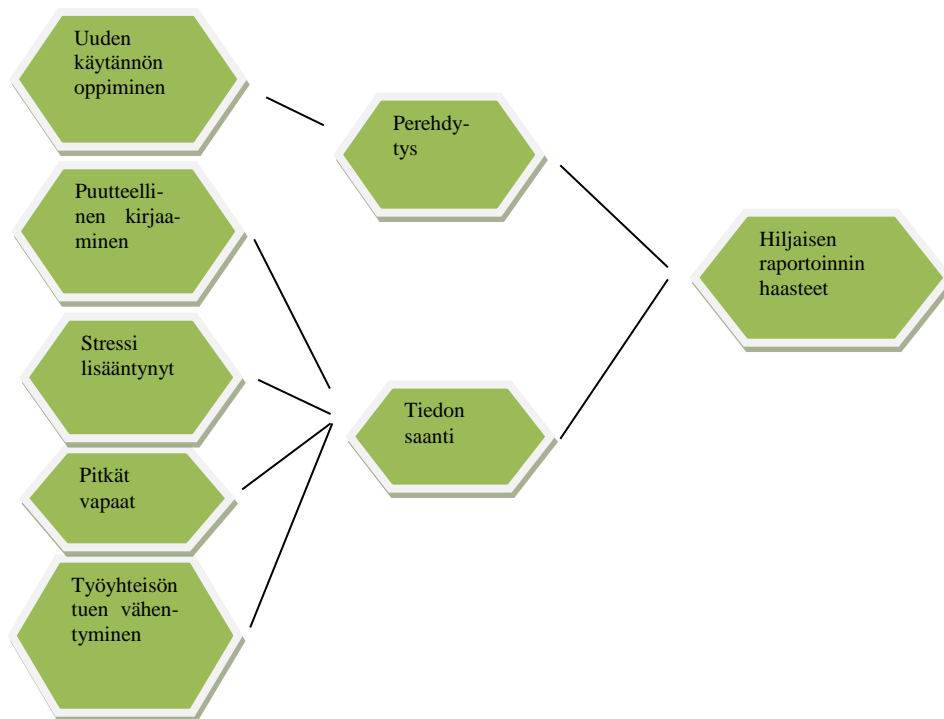 Uuden
käytännön
oppiminen
Perehdy-
tys
Puutteelli-
nen kirjaa-
minen
Hiljaisen
raportoinnin
haasteet
Stressi
lisääntynyt
Tiedon
saanti
Pitkät
vapaat
Työyhteisön
tuen vähen-
tyminen